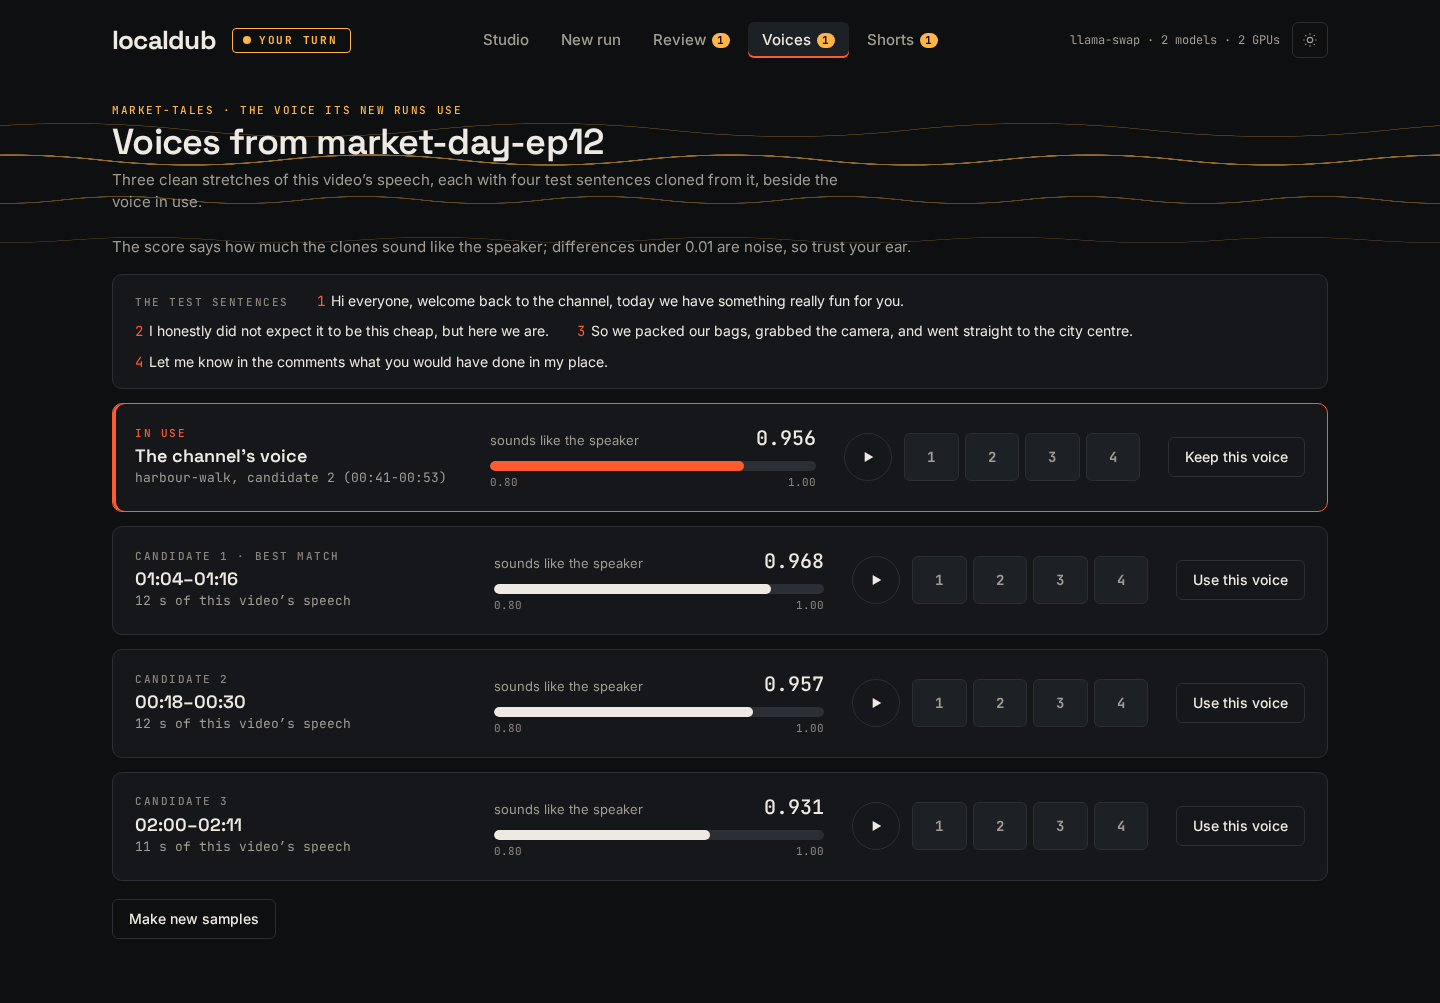 localdub
YOUR TURN
Studio
New run
Review 1
Voices 1
Shorts 1
llama-swap · 2 models · 2 GPUs
MARKET-TALES · THE VOICE ITS NEW RUNS USE
Voices from market-day-ep12
Three clean stretches of this video’s speech, each with four test sentences cloned from it, beside the
voice in use.
The score says how much the clones sound like the speaker; differences under 0.01 are noise, so trust your ear.
THE TEST SENTENCES 1 Hi everyone, welcome back to the channel, today we have something really fun for you.
2 I honestly did not expect it to be this cheap, but here we are. 3 So we packed our bags, grabbed the camera, and went straight to the city centre.
4 Let me know in the comments what you would have done in my place.
IN USE
The channel’s voice
harbour-walk, candidate 2 (00:41-00:53)
sounds like the speaker 0.956
0.80 1.00
1 2 3 4
Keep this voice
CANDIDATE 1 · BEST MATCH
01:04–01:16
12 s of this video’s speech
sounds like the speaker 0.968
0.80 1.00
1 2 3 4
Use this voice
CANDIDATE 2
00:18–00:30
12 s of this video’s speech
sounds like the speaker 0.957
0.80 1.00
1 2 3 4
Use this voice
CANDIDATE 3
02:00–02:11
11 s of this video’s speech
sounds like the speaker 0.931
0.80 1.00
1 2 3 4
Use this voice
Make new samples